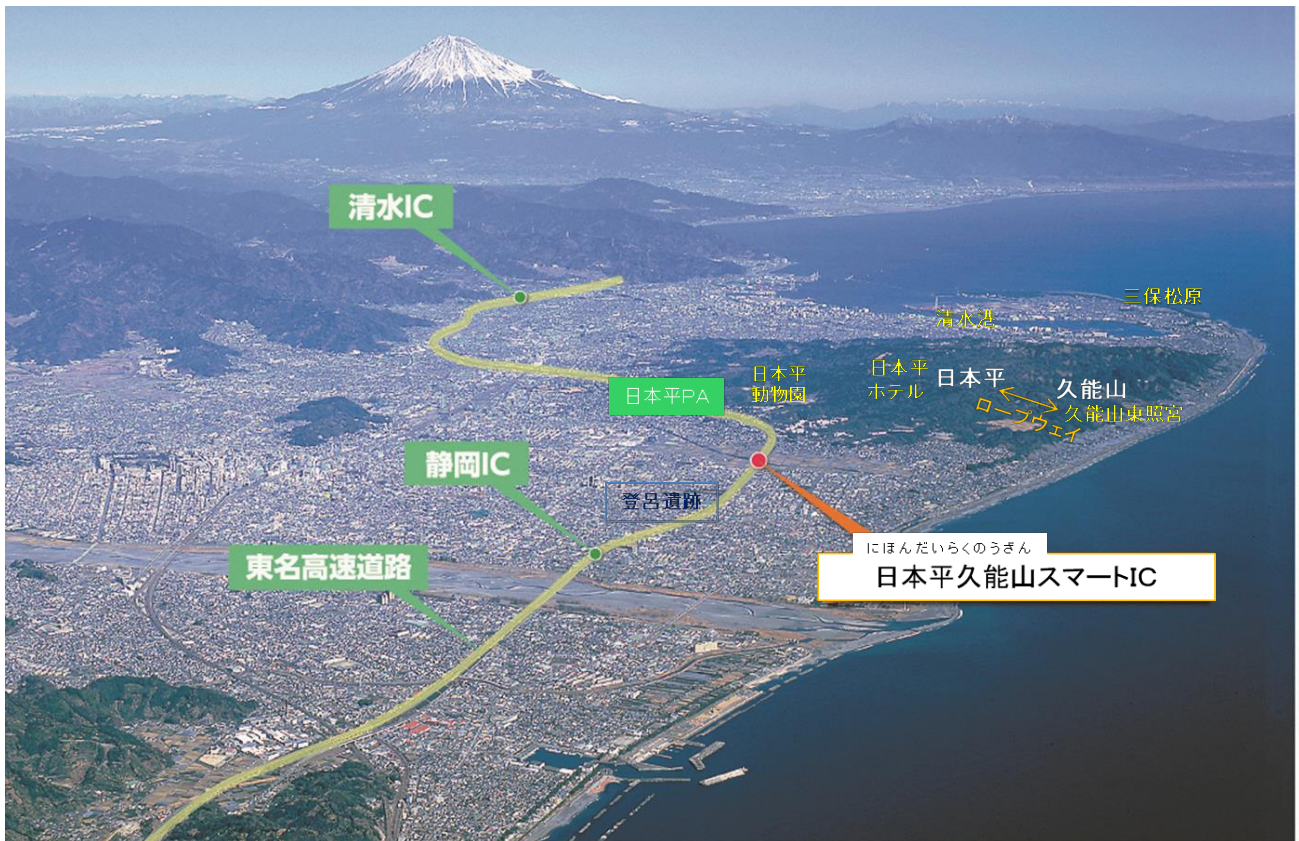 清水IC
三保松原
清水港
日本平
動物園
日本平
ホテル
日本平
久能山
久能山東照宮
ロープウェイ
日本平PA
静岡IC
登呂遺跡
東名高速道路
にほんだいらくのうざん
日本平久能山スマートIC